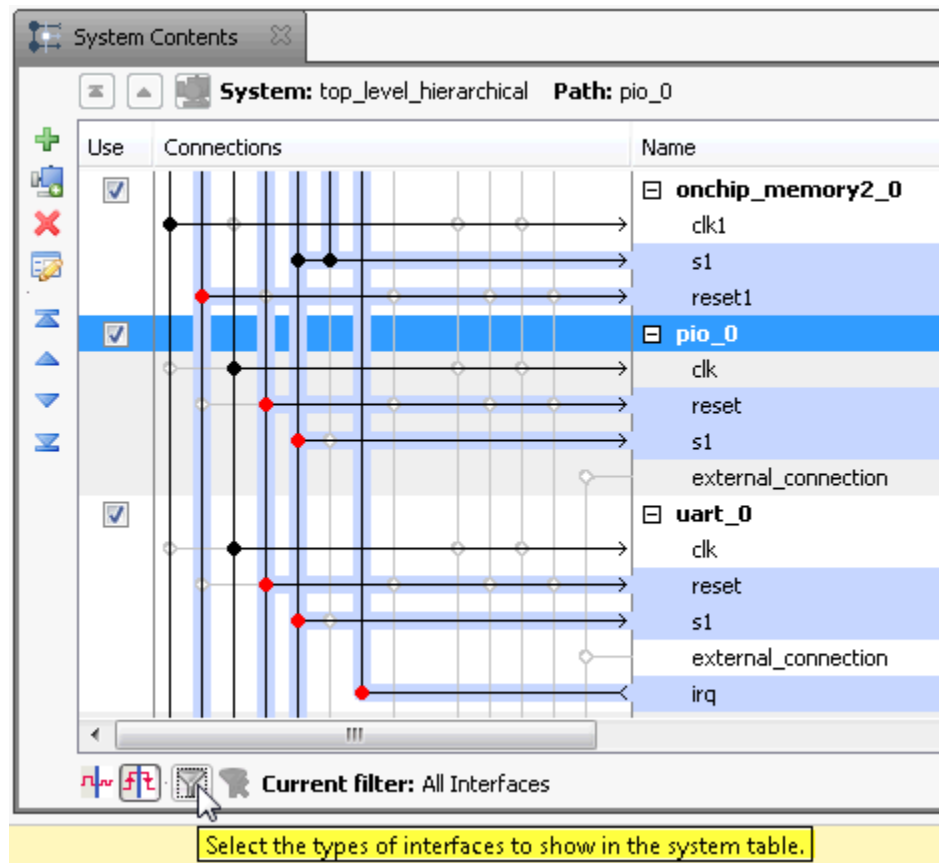 System Contents
System: top_level_hierarchical Path: pio_0
Use Connections Name
onchip_memory2_0
clk1
s1
reset1
pio_0
clk
reset
s1
external_connection
uart_0
clk
reset
s1
external_connection
irq
Current filter: All Interfaces
Select the types of interfaces to show in the system table.